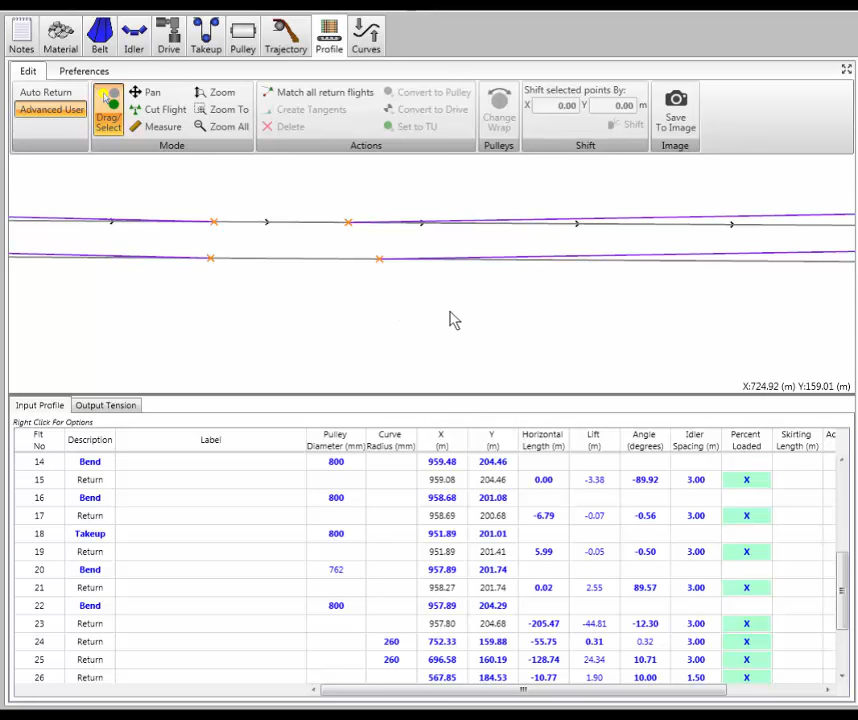 Notes Material Belt Idler Drive Takeup Pulley Trajectory Profile Curves
Edit Preferences
Auto Return
Advanced User
Drag/
Select
Pan
Cut Flight
Measure
Zoom
Zoom To
Zoom All
Mode
Match all return flights
Create Tangents
Delete
Convert to Pulley
Convert to Drive
Set to TU
Actions
Change
Wrap
Pulleys
Shift selected points By:
X 0.00 Y 0.00 m
Shift
Shift
Save
To Image
Image
X:724.92 (m) Y:159.01 (m)
Input Profile Output Tension
Right Click For Options
Flt No Description Label Pulley Diameter (mm) Curve Radius (mm) X (m) Y (m) Horizontal Length (m) Lift (m) Angle (degrees) Idler Spacing (m) Percent Loaded Skirting Length (m) Ac
14 Bend 800 959.48 204.46
15 Return 959.08 204.46 0.00 -3.38 -89.92 3.00 X
16 Bend 800 958.68 201.08
17 Return 958.69 200.68 -6.79 -0.07 -0.56 3.00 X
18 Takeup 800 951.89 201.01
19 Return 951.89 201.41 5.99 -0.05 -0.50 3.00 X
20 Bend 762 957.89 201.74
21 Return 958.27 201.74 0.02 2.55 89.57 3.00 X
22 Bend 800 957.89 204.29
23 Return 957.80 204.68 -205.47 -44.81 -12.30 3.00 X
24 Return 260 752.33 159.88 -55.75 0.31 0.32 3.00 X
25 Return 260 696.58 160.19 -128.74 24.34 10.71 3.00 X
26 Return 567.85 184.53 -10.77 1.90 10.00 1.50 X